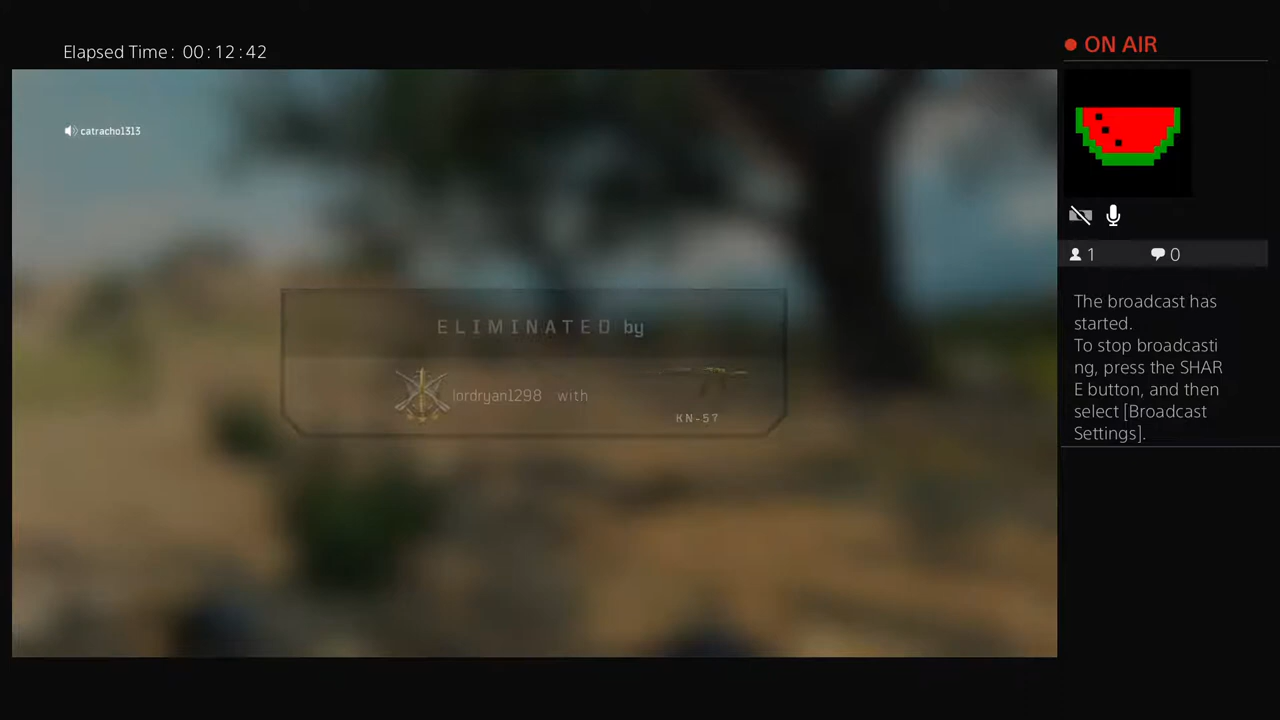 Elapsed Time: 00:12:42
ON AIR
catracho1313
1 0
ELIMINATED by
lordryan1298 with
KN-57
The broadcast has
started.
To stop broadcasti
ng, press the SHAR
E button, and then
select [Broadcast
Settings].